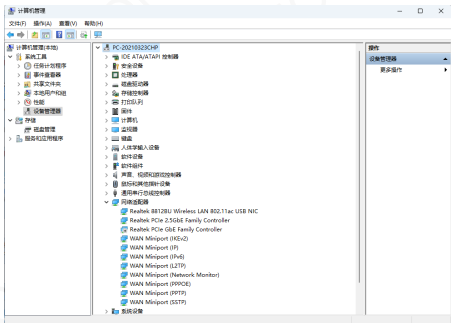 计算机管理
文件(F) 操作(A) 查看(V) 帮助(H)
计算机管理(本地)
系统工具
任务计划程序
事件查看器
共享文件夹
本地用户和组
性能
设备管理器
存储
磁盘管理
服务和应用程序
PC-20210323CHP
IDE ATA/ATAPI 控制器
安全设备
处理器
磁盘驱动器
存储控制器
打印队列
固件
计算机
监视器
键盘
人体学输入设备
软件设备
软件组件
声音、视频和游戏控制器
鼠标和其他指针设备
通用串行总线控制器
网络适配器
Realtek 8812BU Wireless LAN 802.11ac USB NIC
Realtek PCIe 2.5GbE Family Controller
Realtek PCIe GbE Family Controller
WAN Miniport (IKEv2)
WAN Miniport (IP)
WAN Miniport (IPv6)
WAN Miniport (L2TP)
WAN Miniport (Network Monitor)
WAN Miniport (PPPOE)
WAN Miniport (PPTP)
WAN Miniport (SSTP)
系统设备
操作
设备管理器
更多操作